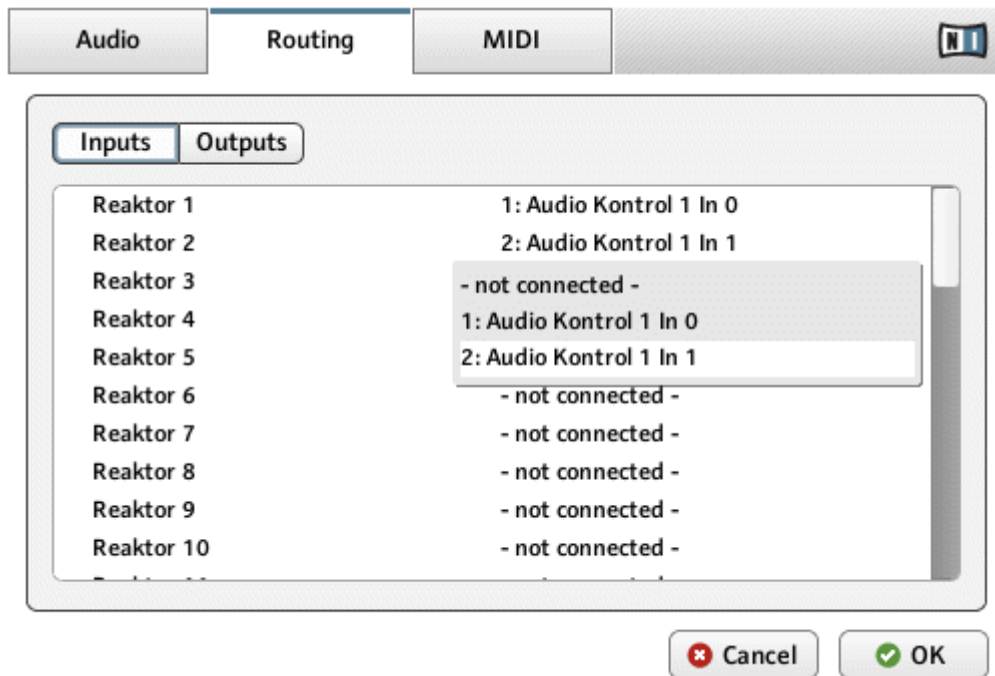 Audio Routing MIDI NI
Inputs Outputs
Reaktor 1 1: Audio Kontrol 1 In 0
Reaktor 2 2: Audio Kontrol 1 In 1
Reaktor 3 - not connected -
Reaktor 4 1: Audio Kontrol 1 In 0
Reaktor 5 2: Audio Kontrol 1 In 1
Reaktor 6 - not connected -
Reaktor 7 - not connected -
Reaktor 8 - not connected -
Reaktor 9 - not connected -
Reaktor 10 - not connected -
Cancel OK